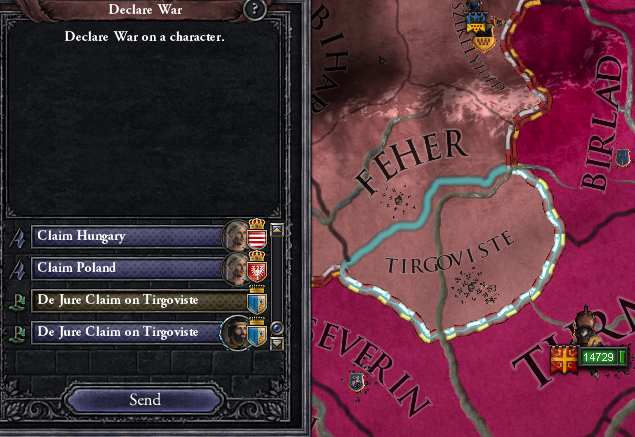 Declare War
?
Declare War on a character.
Claim Hungary
Claim Poland
De Jure Claim on Tirgoviste
De Jure Claim on Tirgoviste
Send
BIHAR
SZEKELYFOLD
BIRLAD
FEHER
TIRGOVISTE
SEVERIN
14729